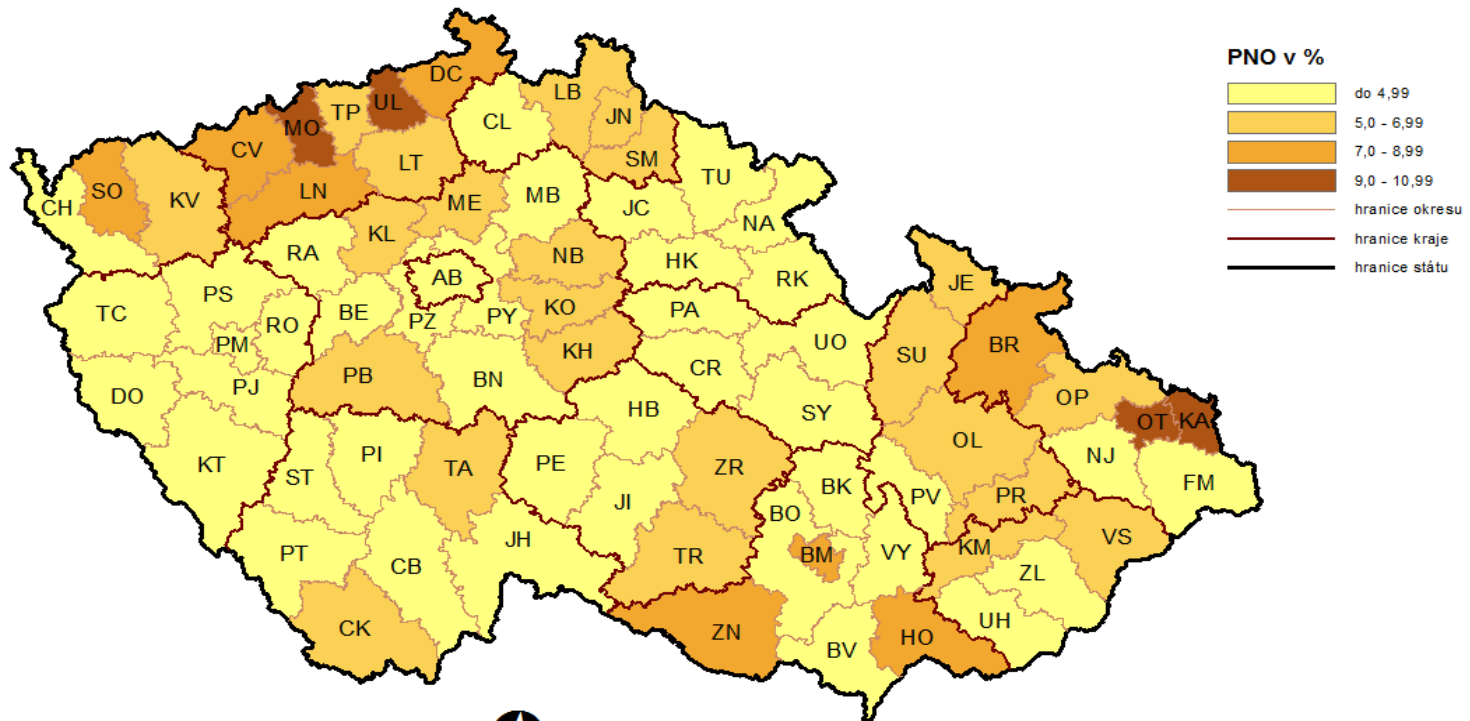 PNO v %
do 4,99
5,0 - 6,99
7,0 - 8,99
9,0 - 10,99
hranice okresu
hranice kraje
hranice státu
DC
UL
TP
MO
CV
LT
LN
SO
KV
CH
CL
LB
JN
SM
TU
MB
JC
NA
ME
KL
RA
NB
HK
RK
AB
TC
PS
RO
PM
BE
PZ
PY
KO
PA
UO
JE
SU
BR
KH
CR
PB
BN
DO
PJ
HB
SY
OP
OT
KA
NJ
FM
OL
KT
ST
PI
TA
PE
ZR
JI
BK
BO
PV
PR
VS
KM
PT
CB
JH
TR
BM
VY
ZL
CK
ZN
BV
HO
UH